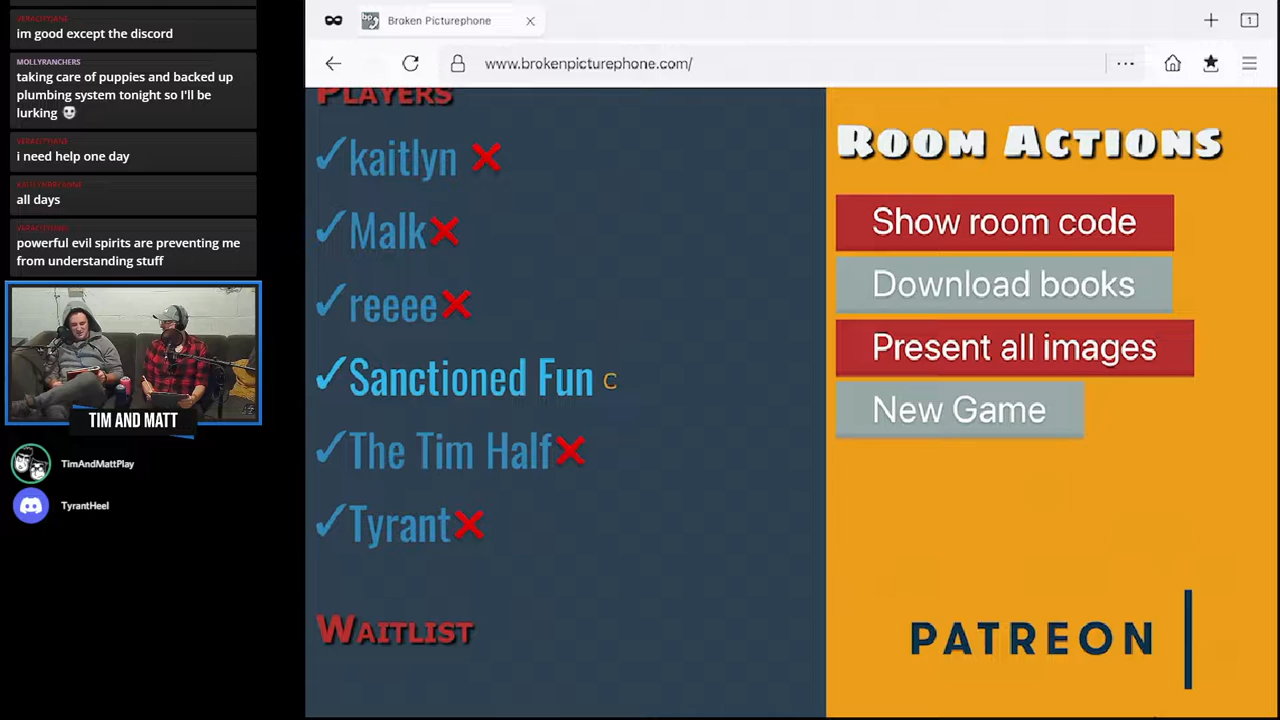 VERACITYJANE
im good except the discord
MOLLYRANCHERS
taking care of puppies and backed up
plumbing system tonight so I'll be
lurking
VERACITYJANE
i need help one day
all days
powerful evil spirits are preventing me
from understanding stuff
TIM AND MATT
TimAndMattPlay
TyrantHeel
Broken Picturephone
1
www.brokenpicturephone.com/
PLAYERS
✓kaitlyn ❌
✓Malk❌
✓reeee❌
✓Sanctioned Fun C
✓The Tim Half❌
✓Tyrant❌
WAITLIST
ROOM ACTIONS
Show room code
Download books
Present all images
New Game
PATREON